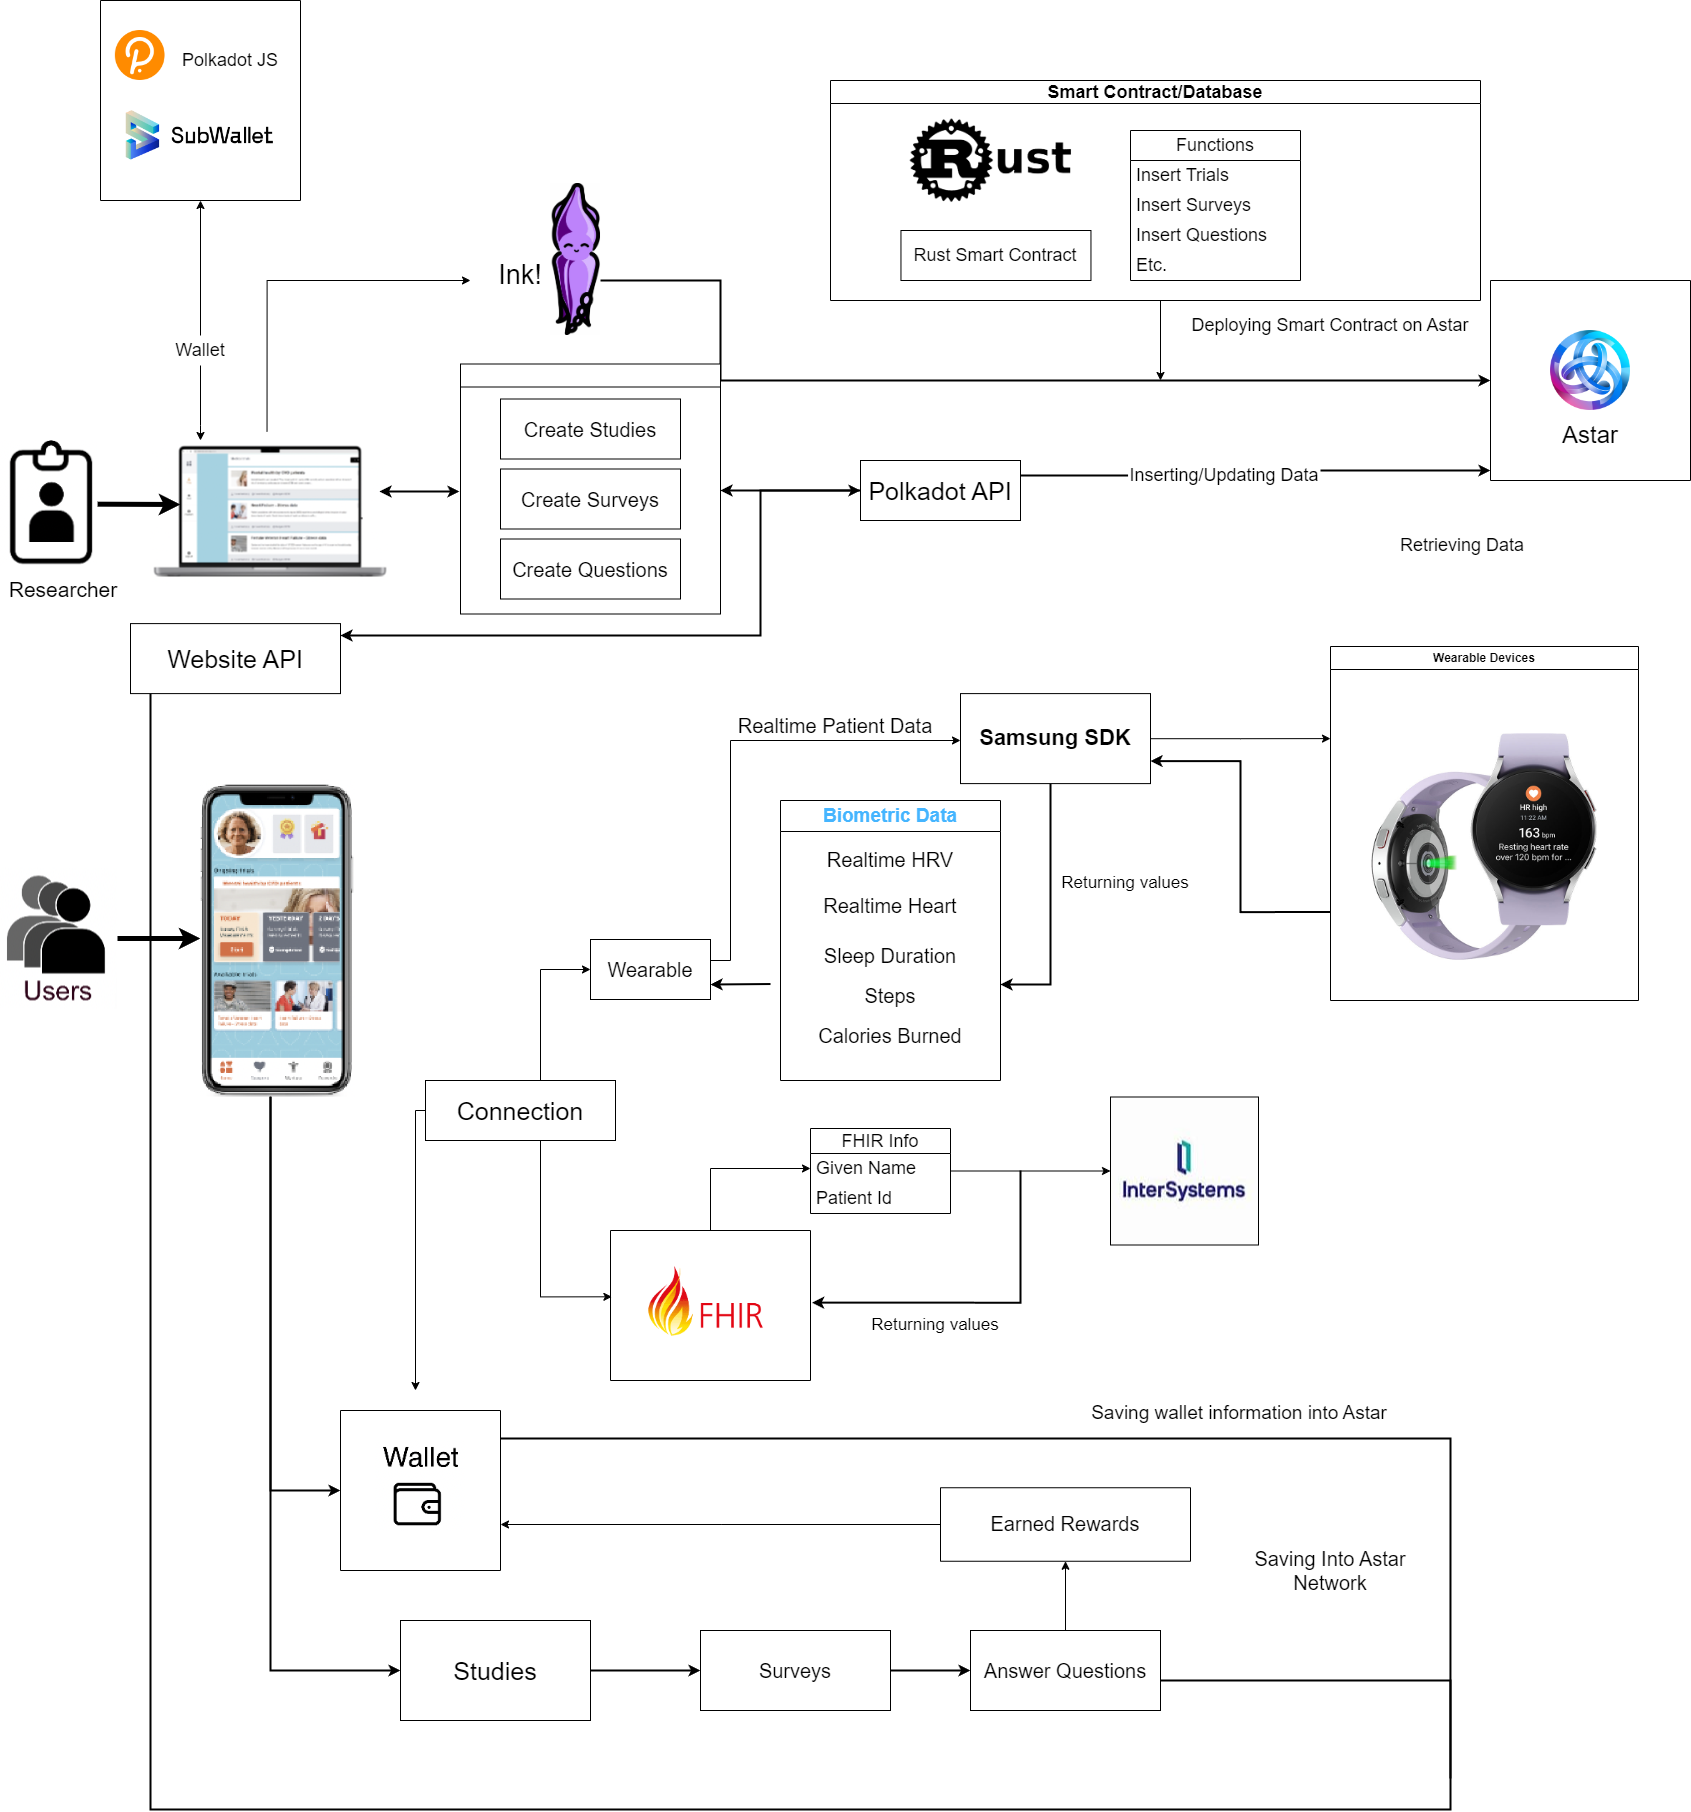 Polkadot JS
SubWallet
Smart Contract/Database
Rust
Functions
Insert Trials
Insert Surveys
Insert Questions
Etc.
Rust Smart Contract
Ink!
Deploying Smart Contract on Astar
Wallet
Astar
Create Studies
Create Surveys
Create Questions
Polkadot API
Inserting/Updating Data
Retrieving Data
Researcher
Website API
Wearable Devices
Realtime Patient Data
Samsung SDK
HR high
11:22 AM
163 bpm
Resting heart rate
over 120 bpm for ...
Biometric Data
Realtime HRV
Realtime Heart
Sleep Duration
Steps
Calories Burned
Returning values
Wearable
Users
TODAY
YESTERDAY
Connection
FHIR Info
Given Name
Patient Id
InterSystems
FHIR
Returning values
Saving wallet information into Astar
Wallet
Earned Rewards
Saving Into Astar
Network
Studies
Surveys
Answer Questions